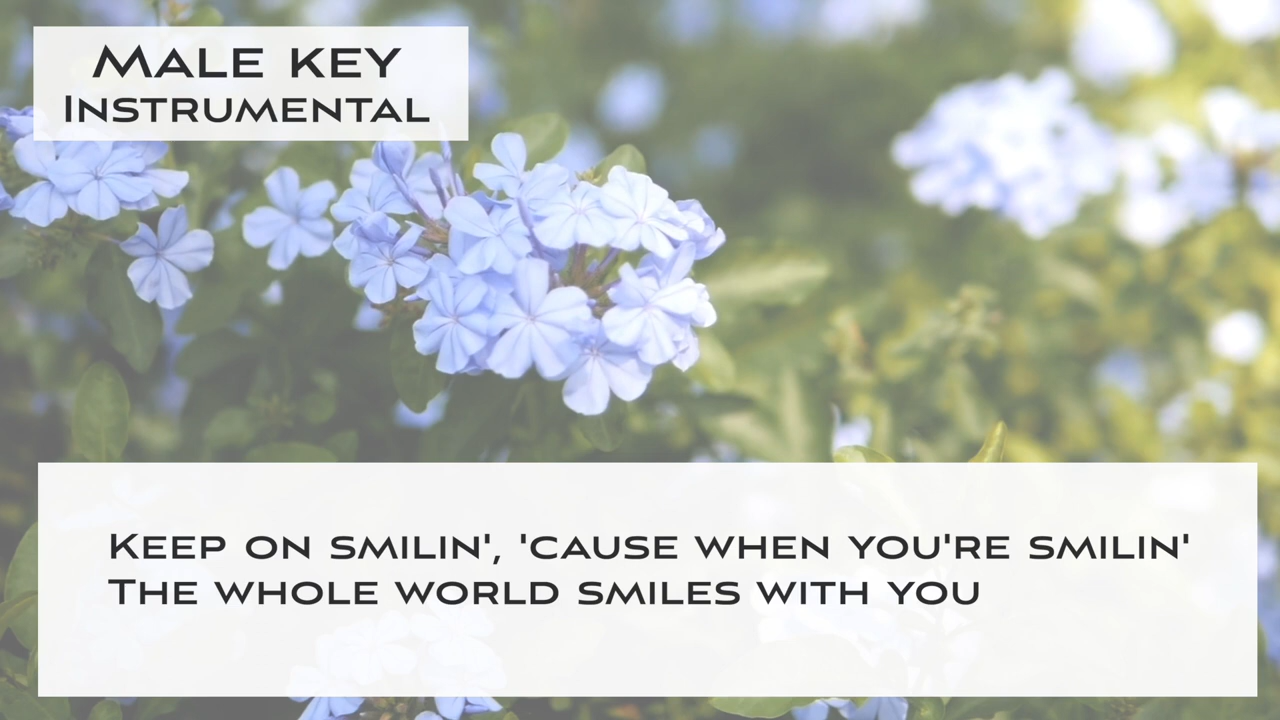 Male key
Instrumental
Keep on smilin', 'cause when you're smilin'
The whole world smiles with you